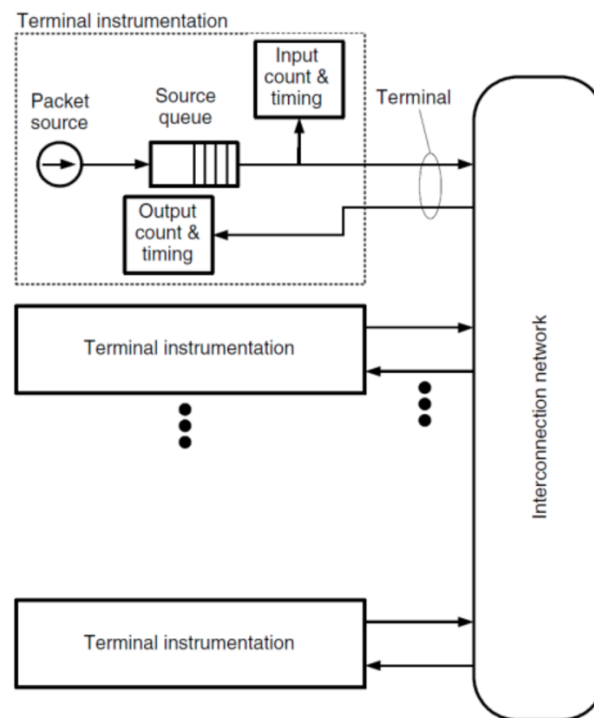 Terminal instrumentation
Packet
source
Source
queue
Input
count &
timing
Terminal
Output
count &
timing
Terminal instrumentation
Terminal instrumentation
Interconnection network